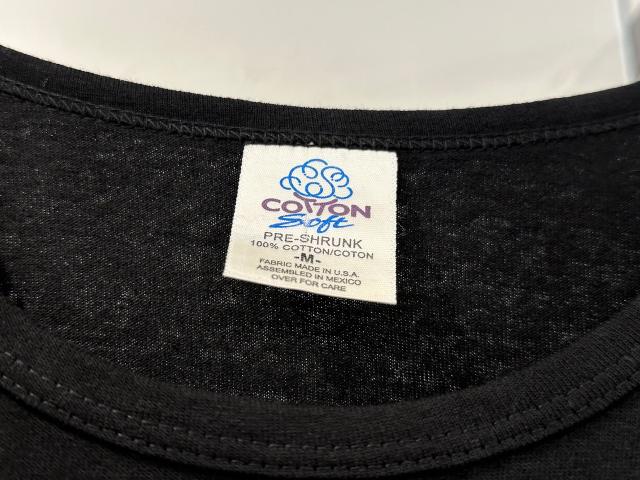 COTTON
Soft
PRE-SHRUNK
100% COTTON/COTON
-M-
FABRIC MADE IN U.S.A.
ASSEMBLED IN MEXICO
OVER FOR CARE